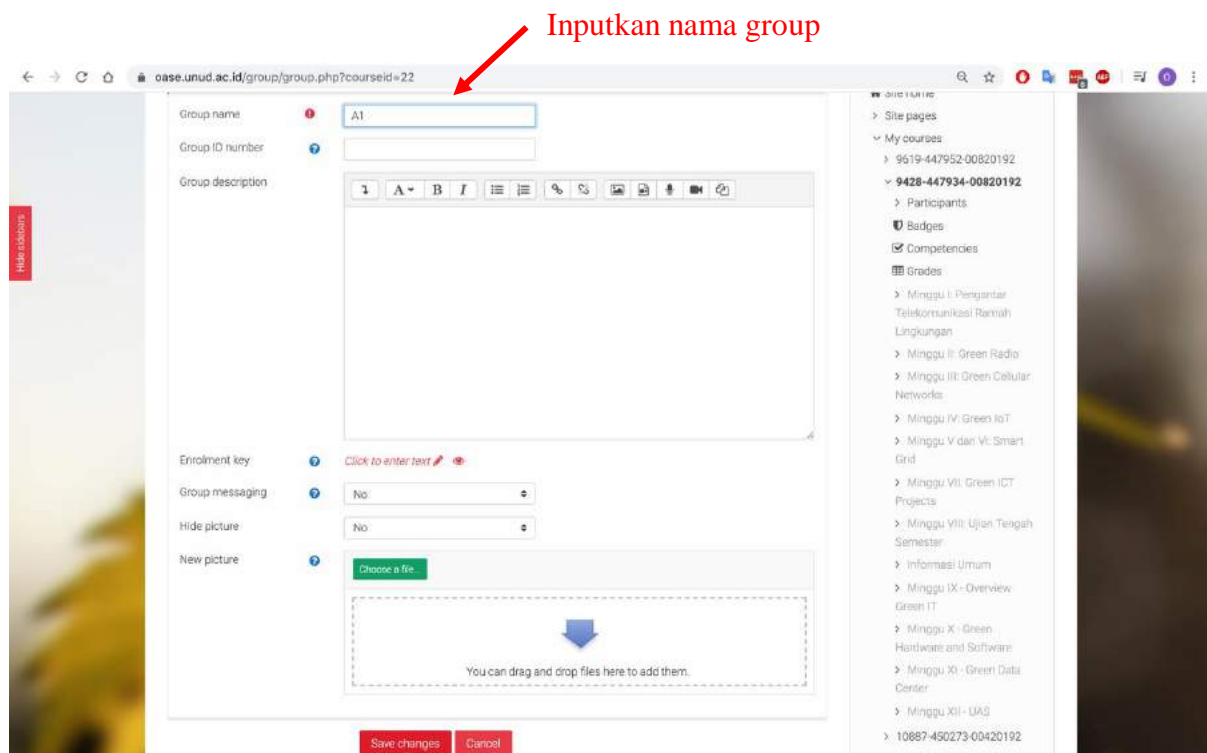 Inputkan nama group
oase.unud.ac.id/group/group.php?courseid=22
Group name
A1
Group ID number
Group description
A B I
Hide sidebars
Enrolment key
Click to enter text
Group messaging
No
Hide picture
No
New picture
Choose a file...
You can drag and drop files here to add them.
Save changes
Cancel
Site home
Site pages
My courses
9619-447952-00820192
9428-447934-00820192
Participants
Badges
Competencies
Grades
Minggu I: Pengantar
Telekomunikasi Ramah
Lingkungan
Minggu II: Green Radio
Minggu III: Green Cellular
Networks
Minggu IV: Green IoT
Minggu V dan VI: Smart
Grid
Minggu VII: Green ICT
Projects
Minggu VIII: Ujian Tengah
Semester
Informasi Umum
Minggu IX - Overview
Green IT
Minggu X - Green
Hardware and Software
Minggu XI - Green Data
Center
Minggu XII - UAS
10887-450273-00420192